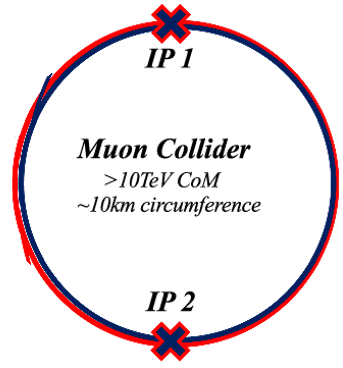 IP 1
Muon Collider
>10TeV CoM
~10km circumference
IP 2